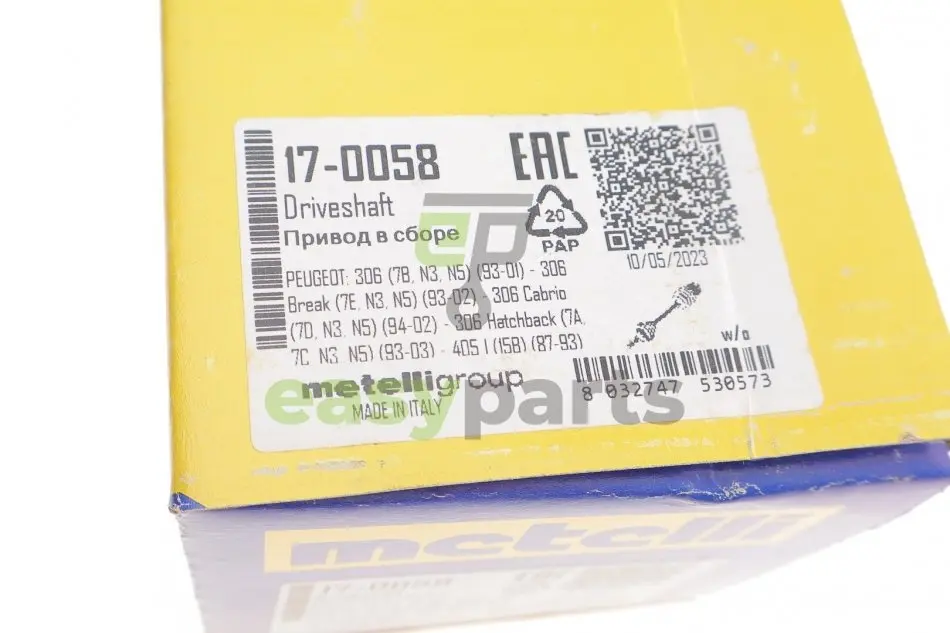 17-0058
EAC
Driveshaft
Привод в сборе
20
PAP
10/05/2023
PEUGEOT: 306 (7B, N3, N5) (93-01) - 306
Break (7E, N3, N5) (93-02) - 306 Cabrio
(7D, N3, N5) (94-02) - 306 Hatchback (7A,
7C, N3, N5) (93-03) - 405 I (15B) (87-93)
w/o
metelligroup
MADE IN ITALY
8 032747 530573
easyparts
metelli
17-0058